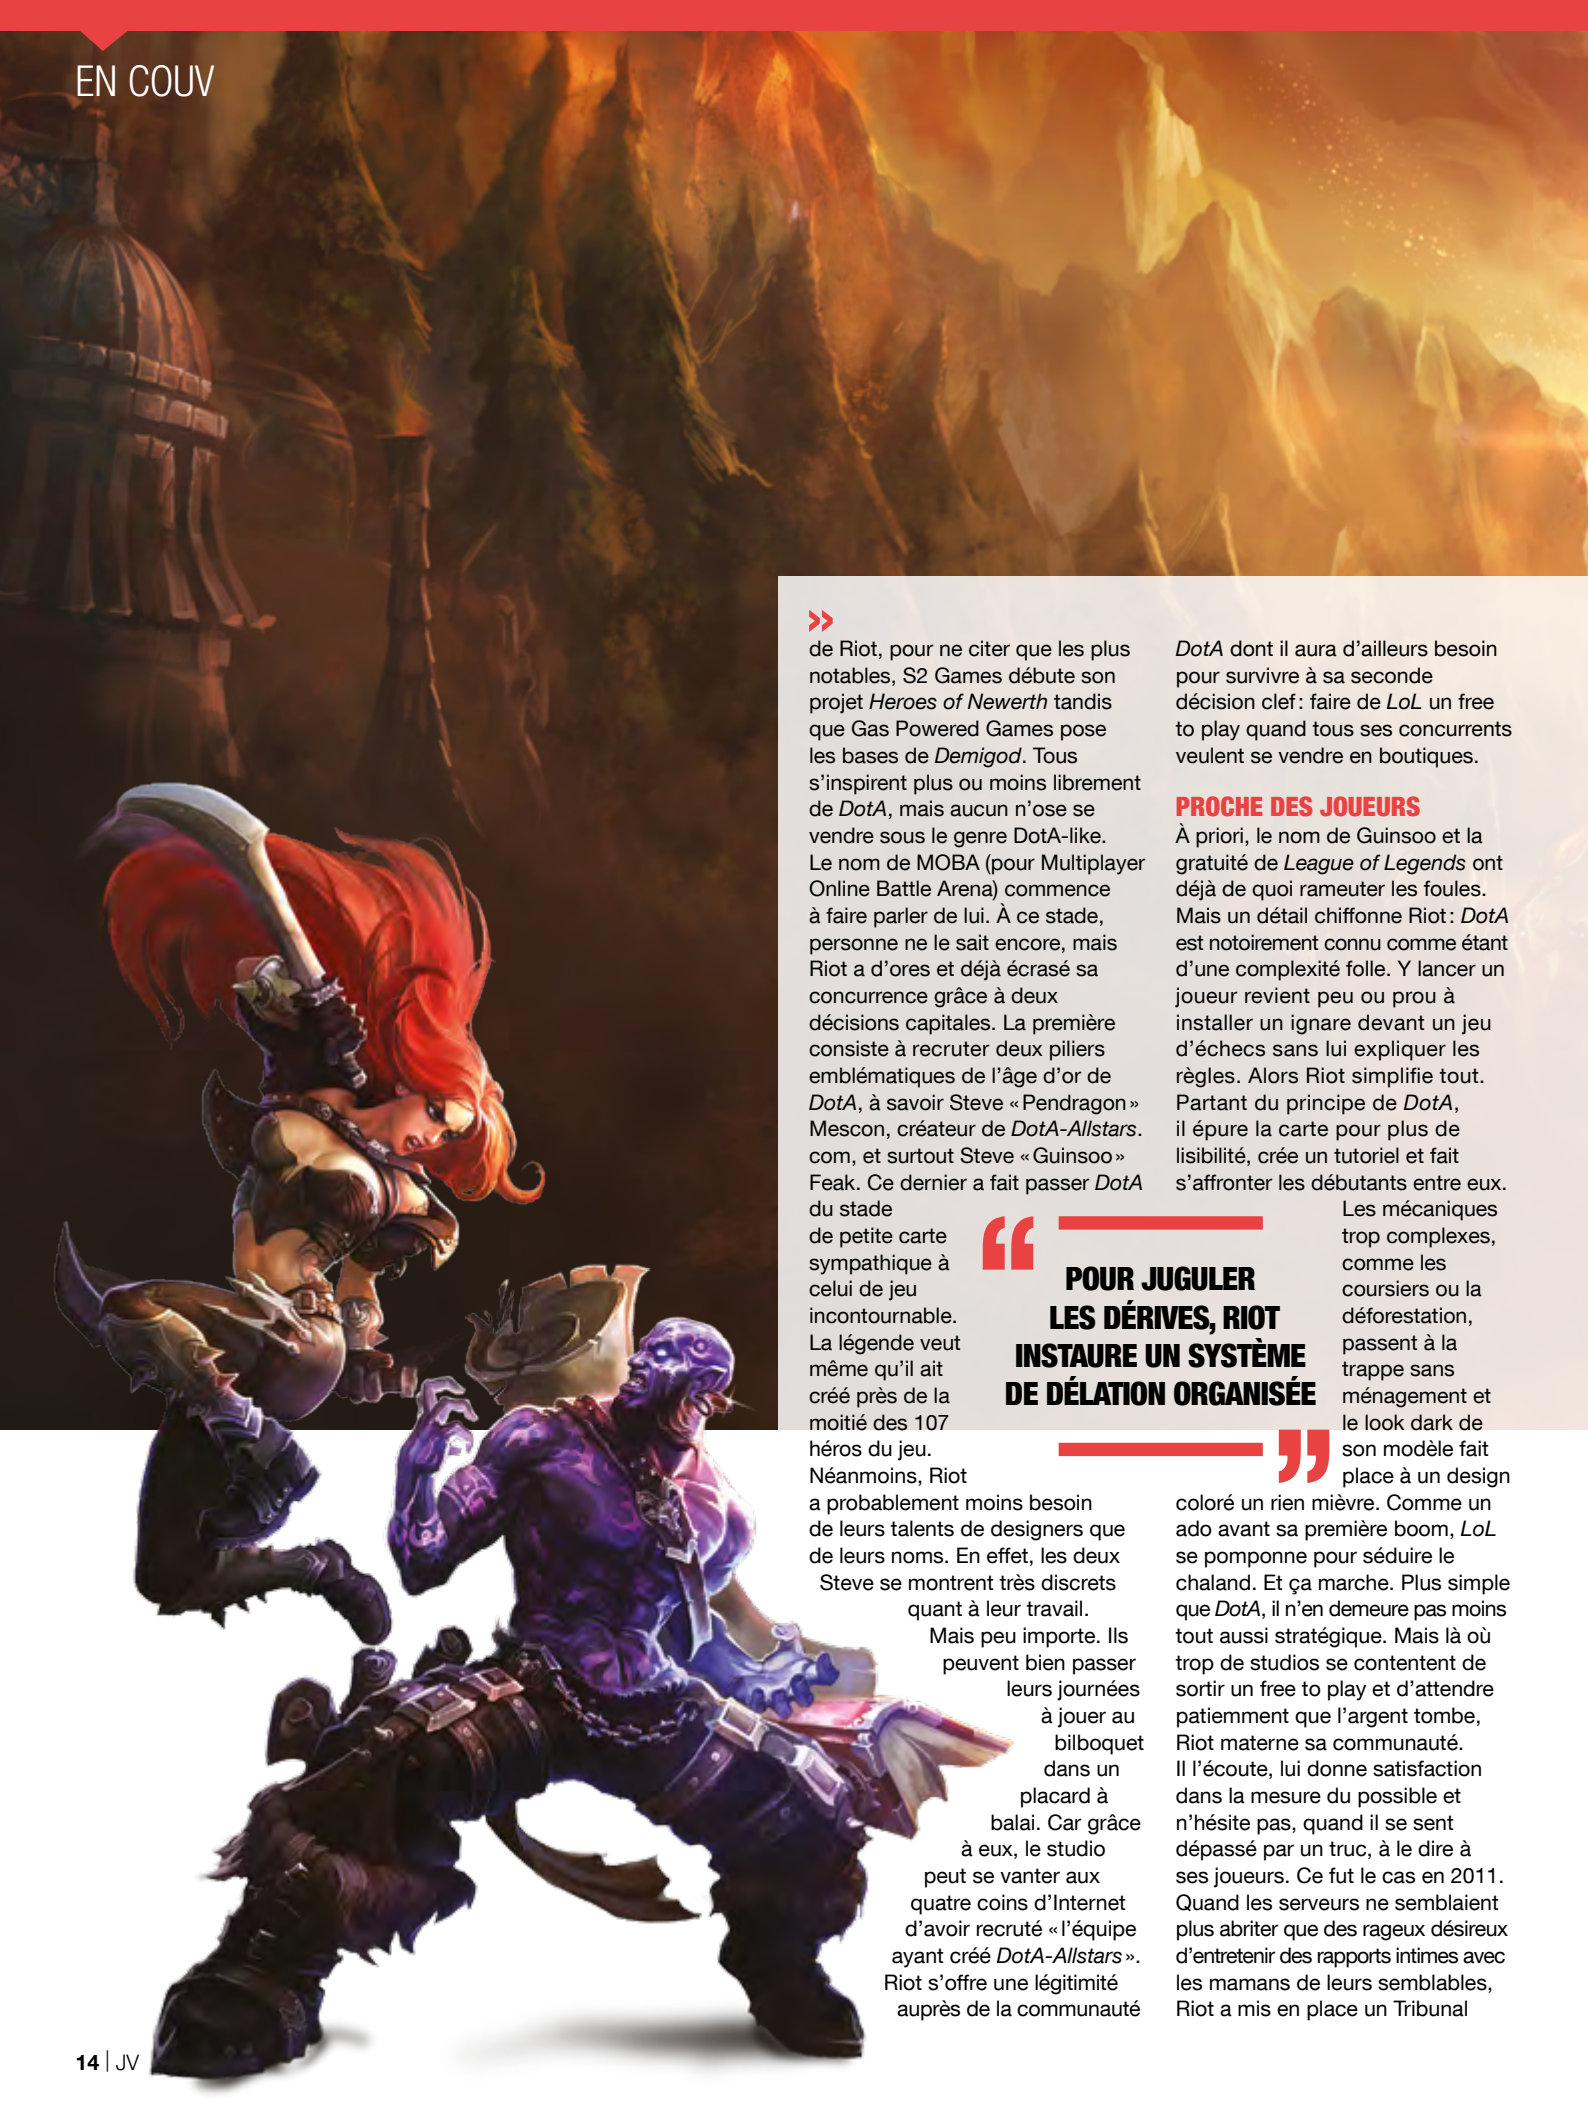 EN COUV
»
de Riot, pour ne citer que les plus
notables, S2 Games débute son
projet Heroes of Newerth tandis
que Gas Powered Games pose
les bases de Demigod. Tous
s’inspirent plus ou moins librement
de DotA, mais aucun n’ose se
vendre sous le genre DotA-like.
Le nom de MOBA (pour Multiplayer
Online Battle Arena) commence
à faire parler de lui. À ce stade,
personne ne le sait encore, mais
Riot a d’ores et déjà écrasé sa
concurrence grâce à deux
décisions capitales. La première
consiste à recruter deux piliers
emblématiques de l’âge d’or de
DotA, à savoir Steve «Pendragon»
Mescon, créateur de DotA-Allstars.
com, et surtout Steve «Guinsoo»
Feak. Ce dernier a fait passer DotA
du stade
de petite carte
sympathique à
celui de jeu
incontournable.
La légende veut
même qu’il ait
créé près de la
moitié des 107
héros du jeu.
Néanmoins, Riot
a probablement moins besoin
de leurs talents de designers que
de leurs noms. En effet, les deux
Steve se montrent très discrets
quant à leur travail.
Mais peu importe. Ils
peuvent bien passer
leurs journées
à jouer au
bilboquet
dans un
placard à
balai. Car grâce
à eux, le studio
peut se vanter aux
quatre coins d’Internet
d’avoir recruté «l’équipe
ayant créé DotA-Allstars».
Riot s’offre une légitimité
auprès de la communauté
“
POUR JUGULER
LES DÉRIVES, RIOT
INSTAURE UN SYSTÈME
DE DÉLATION ORGANISÉE
”
DotA dont il aura d’ailleurs besoin
pour survivre à sa seconde
décision clef : faire de LoL un free
to play quand tous ses concurrents
veulent se vendre en boutiques.
PROCHE DES JOUEURS
À priori, le nom de Guinsoo et la
gratuité de League of Legends ont
déjà de quoi rameuter les foules.
Mais un détail chiffonne Riot : DotA
est notoirement connu comme étant
d’une complexité folle. Y lancer un
joueur revient peu ou prou à
installer un ignare devant un jeu
d’échecs sans lui expliquer les
règles. Alors Riot simplifie tout.
Partant du principe de DotA,
il épure la carte pour plus de
lisibilité, crée un tutoriel et fait
s’affronter les débutants entre eux.
Les mécaniques
trop complexes,
comme les
coursiers ou la
déforestation,
passent à la
trappe sans
ménagement et
le look dark de
son modèle fait
place à un design
coloré un rien mièvre. Comme un
ado avant sa première boom, LoL
se pomponne pour séduire le
chaland. Et ça marche. Plus simple
que DotA, il n’en demeure pas moins
tout aussi stratégique. Mais là où
trop de studios se contentent de
sortir un free to play et d’attendre
patiemment que l’argent tombe,
Riot materne sa communauté.
Il l’écoute, lui donne satisfaction
dans la mesure du possible et
n’hésite pas, quand il se sent
dépassé par un truc, à le dire à
ses joueurs. Ce fut le cas en 2011.
Quand les serveurs ne semblaient
plus abriter que des rageux désireux
d’entretenir des rapports intimes avec
les mamans de leurs semblables,
Riot a mis en place un Tribunal
14 | JV